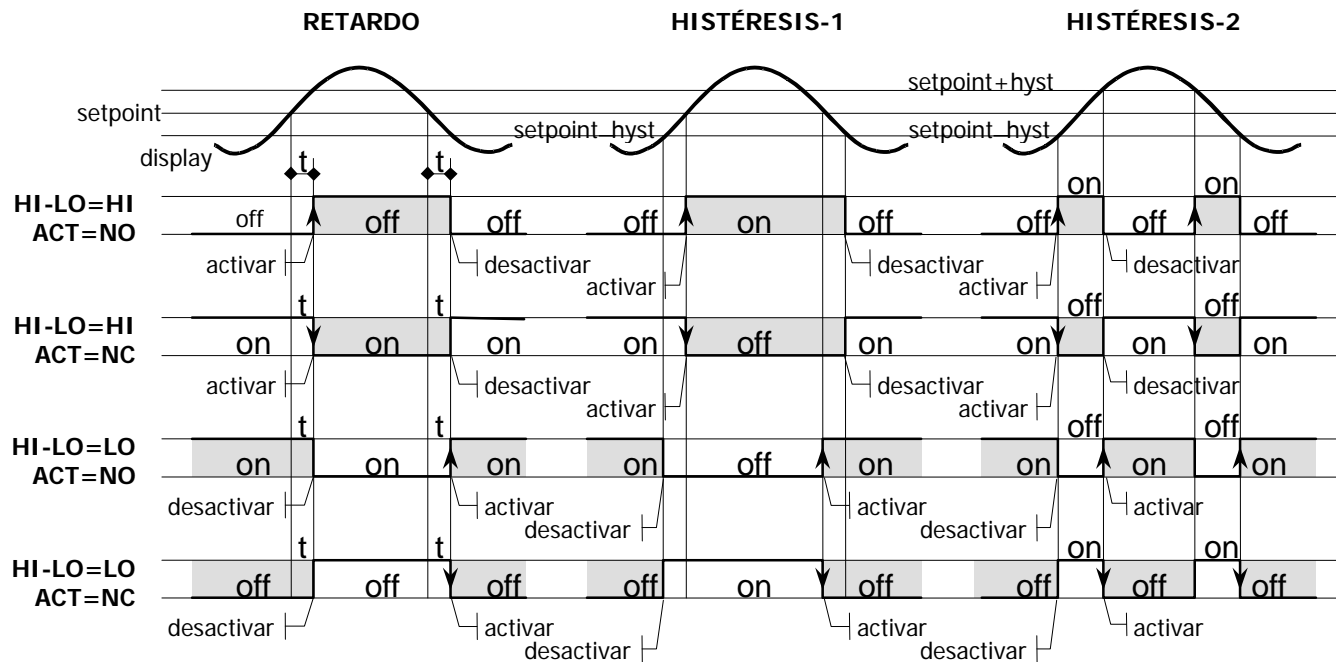 RETARDO HISTÉRESIS-1 HISTÉRESIS-2
setpoint+hyst
setpoint
setpoint hyst setpoint hyst
display
t t
on on
HI-LO=HI
ACT=NO
off off off off on off off off off
activar desactivar activar desactivar activar desactivar
t t off off
HI-LO=HI
ACT=NC
on on on on off on on on on
activar desactivar activar desactivar activar desactivar
t t off off
HI-LO=LO
ACT=NO
on on on on off on on on on
desactivar activar desactivar activar desactivar activar
t t on on
HI-LO=LO
ACT=NC
off off off off on off off off off
desactivar activar desactivar activar desactivar activar